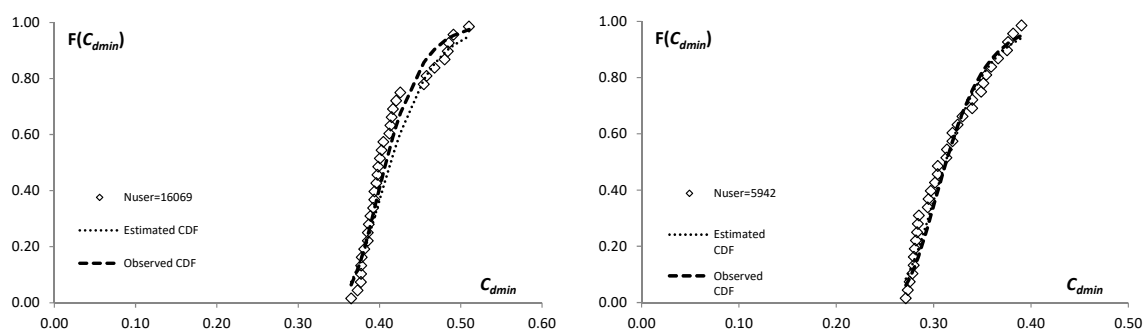 1.00
F(Cdmin)
0.80
0.60
0.40
Nuser=16069
Estimated CDF
0.20
Observed CDF
Cdmin
0.00
0.00 0.10 0.20 0.30 0.40 0.50 0.60
1.00
F(Cdmin)
0.80
0.60
0.40
Nuser=5942
Estimated
CDF
0.20
Observed
CDF
Cdmin
0.00
0.00 0.10 0.20 0.30 0.40 0.50